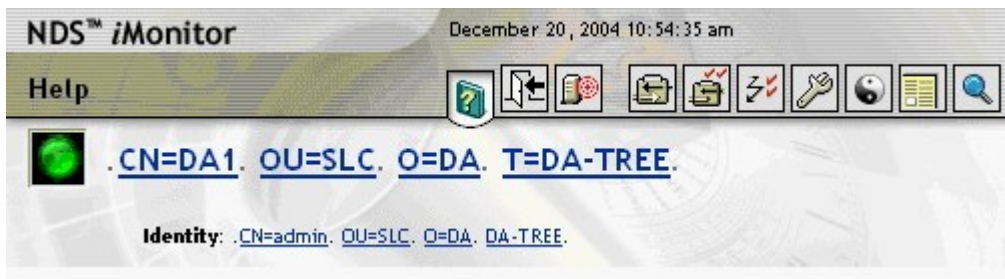 NDS™ iMonitor
December 20, 2004 10:54:35 am
Help
.CN=DA1. OU=SLC. O=DA. T=DA-TREE.
Identity: .CN=admin. OU=SLC. O=DA. DA-TREE.